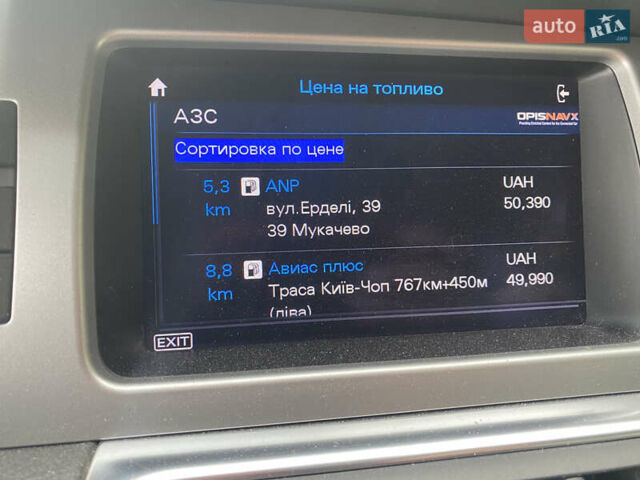 auto RIA.com
Цена на топливо
АЗС
OPISNAVX
Сортировка по цене
5,3 ANP UAH
km вул.Ерделі, 39 50,390
39 Мукачево
8,8 Авиас плюс UAH
km Траса Київ-Чоп 767км+450м 49,990
(ліва)
EXIT